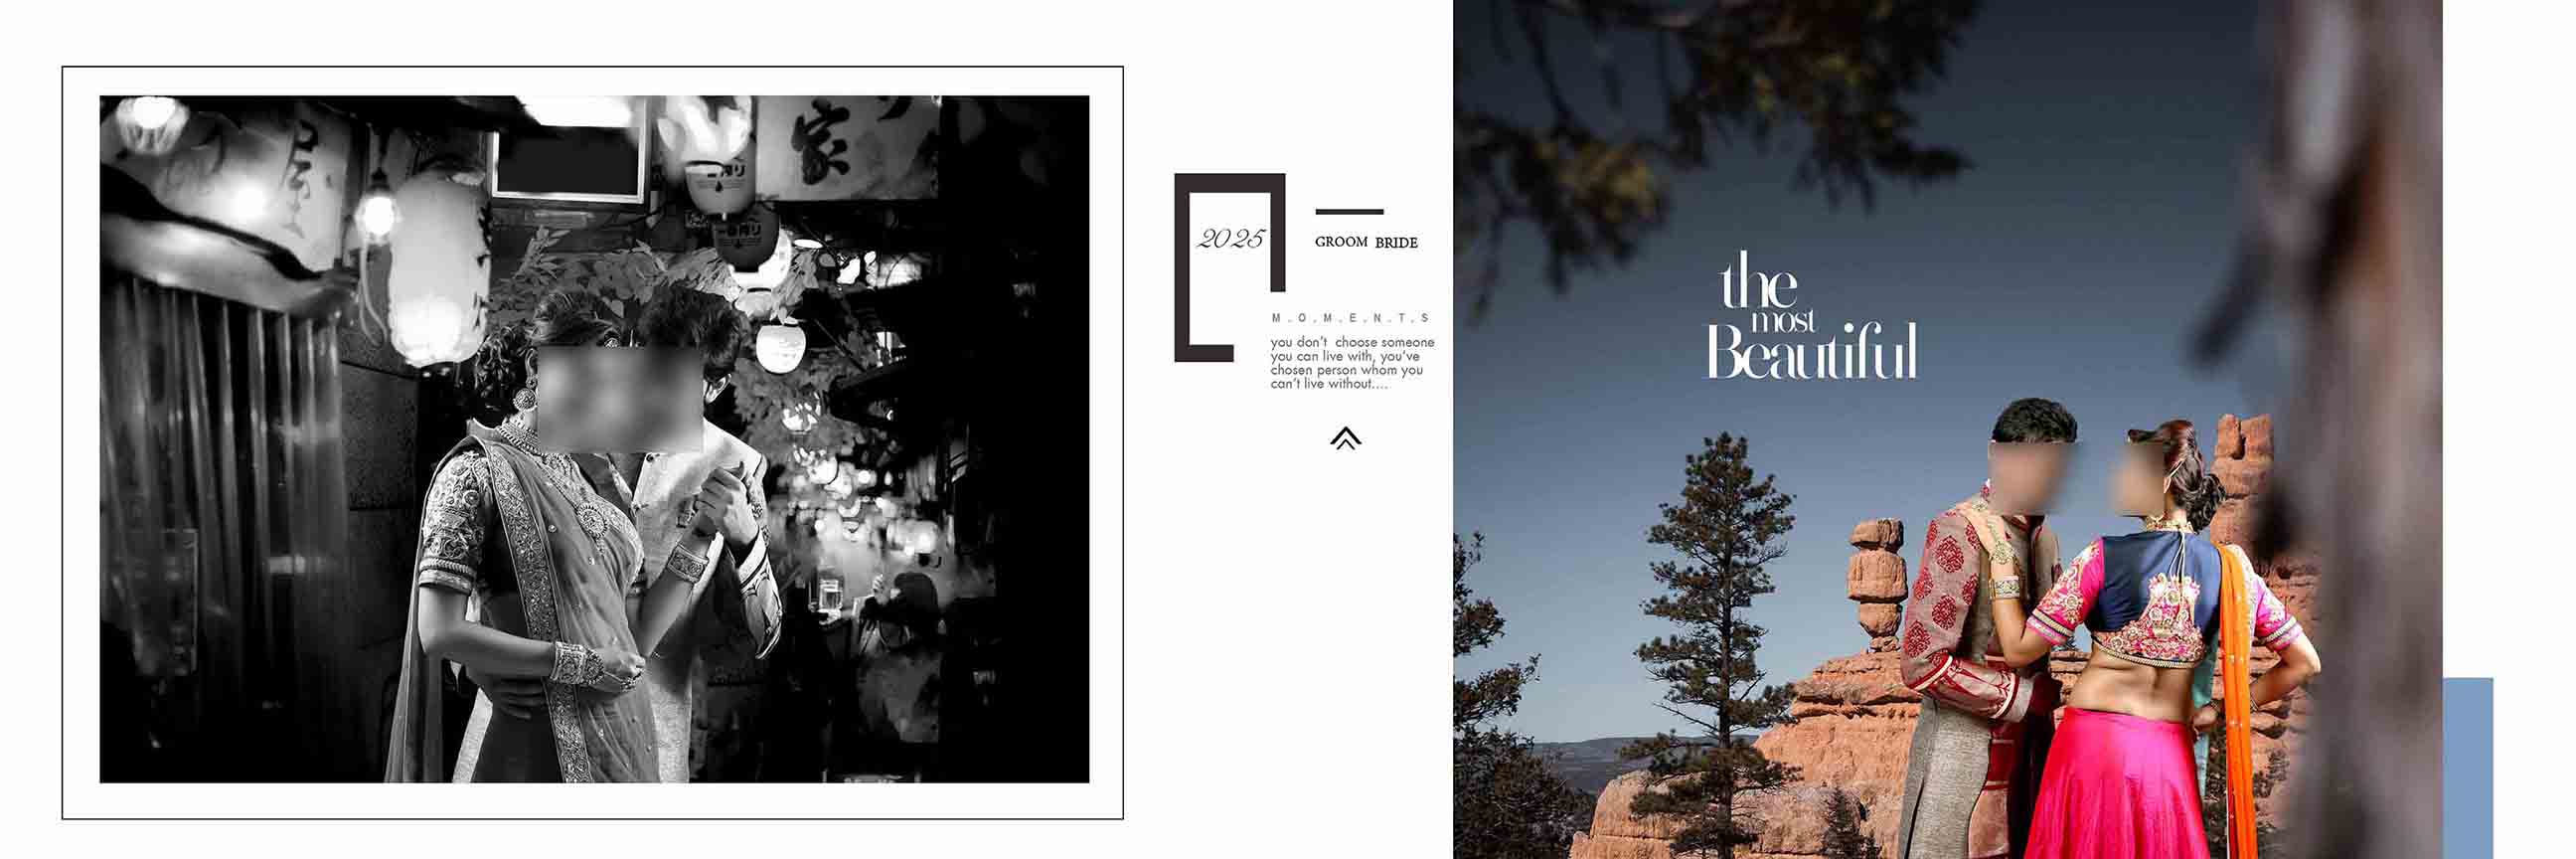 家
2025
GROOM BRIDE
M.O.M.E.N.T.S
you don't choose someone
you can live with, you've
chosen person whom you
can't live without....
the
most
Beautiful